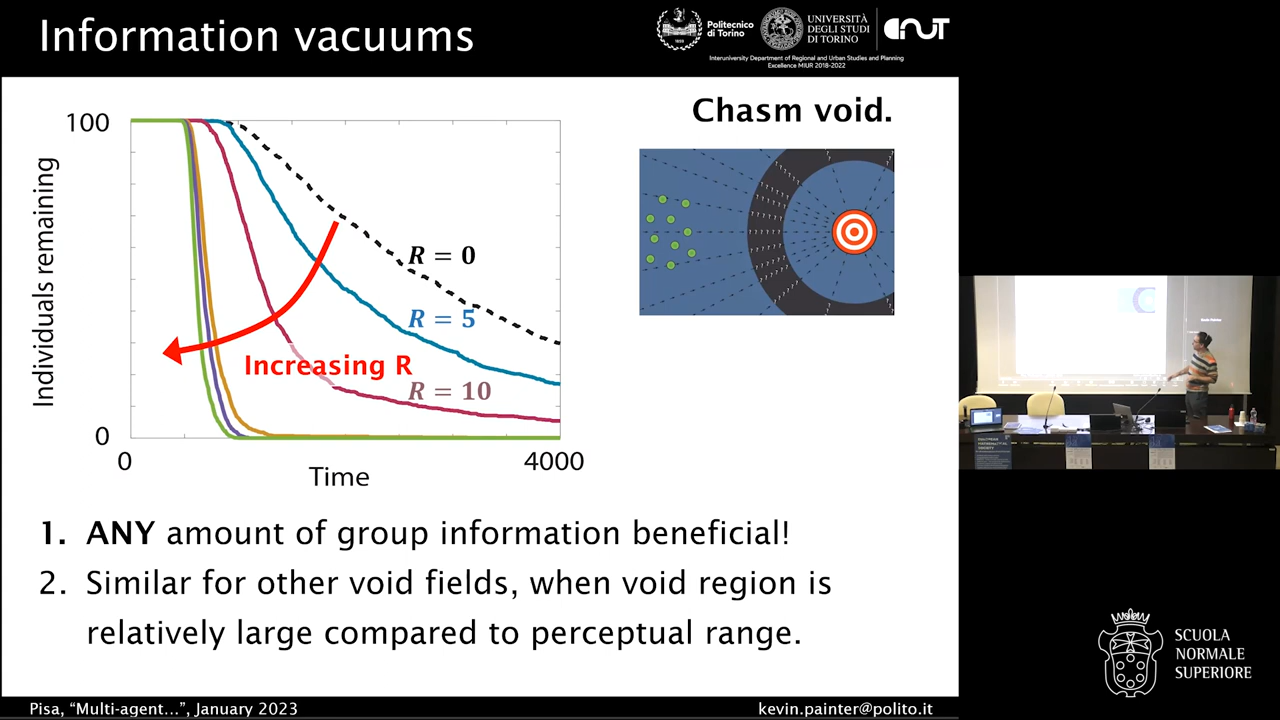 Information vacuums
Politecnico
di Torino
UNIVERSITÀ
DEGLI STUDI
DI TORINO
Interuniversity Department of Regional and Urban Studies and Planning
Excellence MIUR 2018-2022
Chasm void.
Individuals remaining
100
0
0
4000
Time
R = 0
R = 5
R = 10
Increasing R
1. ANY amount of group information beneficial!
2. Similar for other void fields, when void region is
relatively large compared to perceptual range.
Pisa, “Multi-agent...”, January 2023
kevin.painter@polito.it
SCUOLA
NORMALE
SUPERIORE